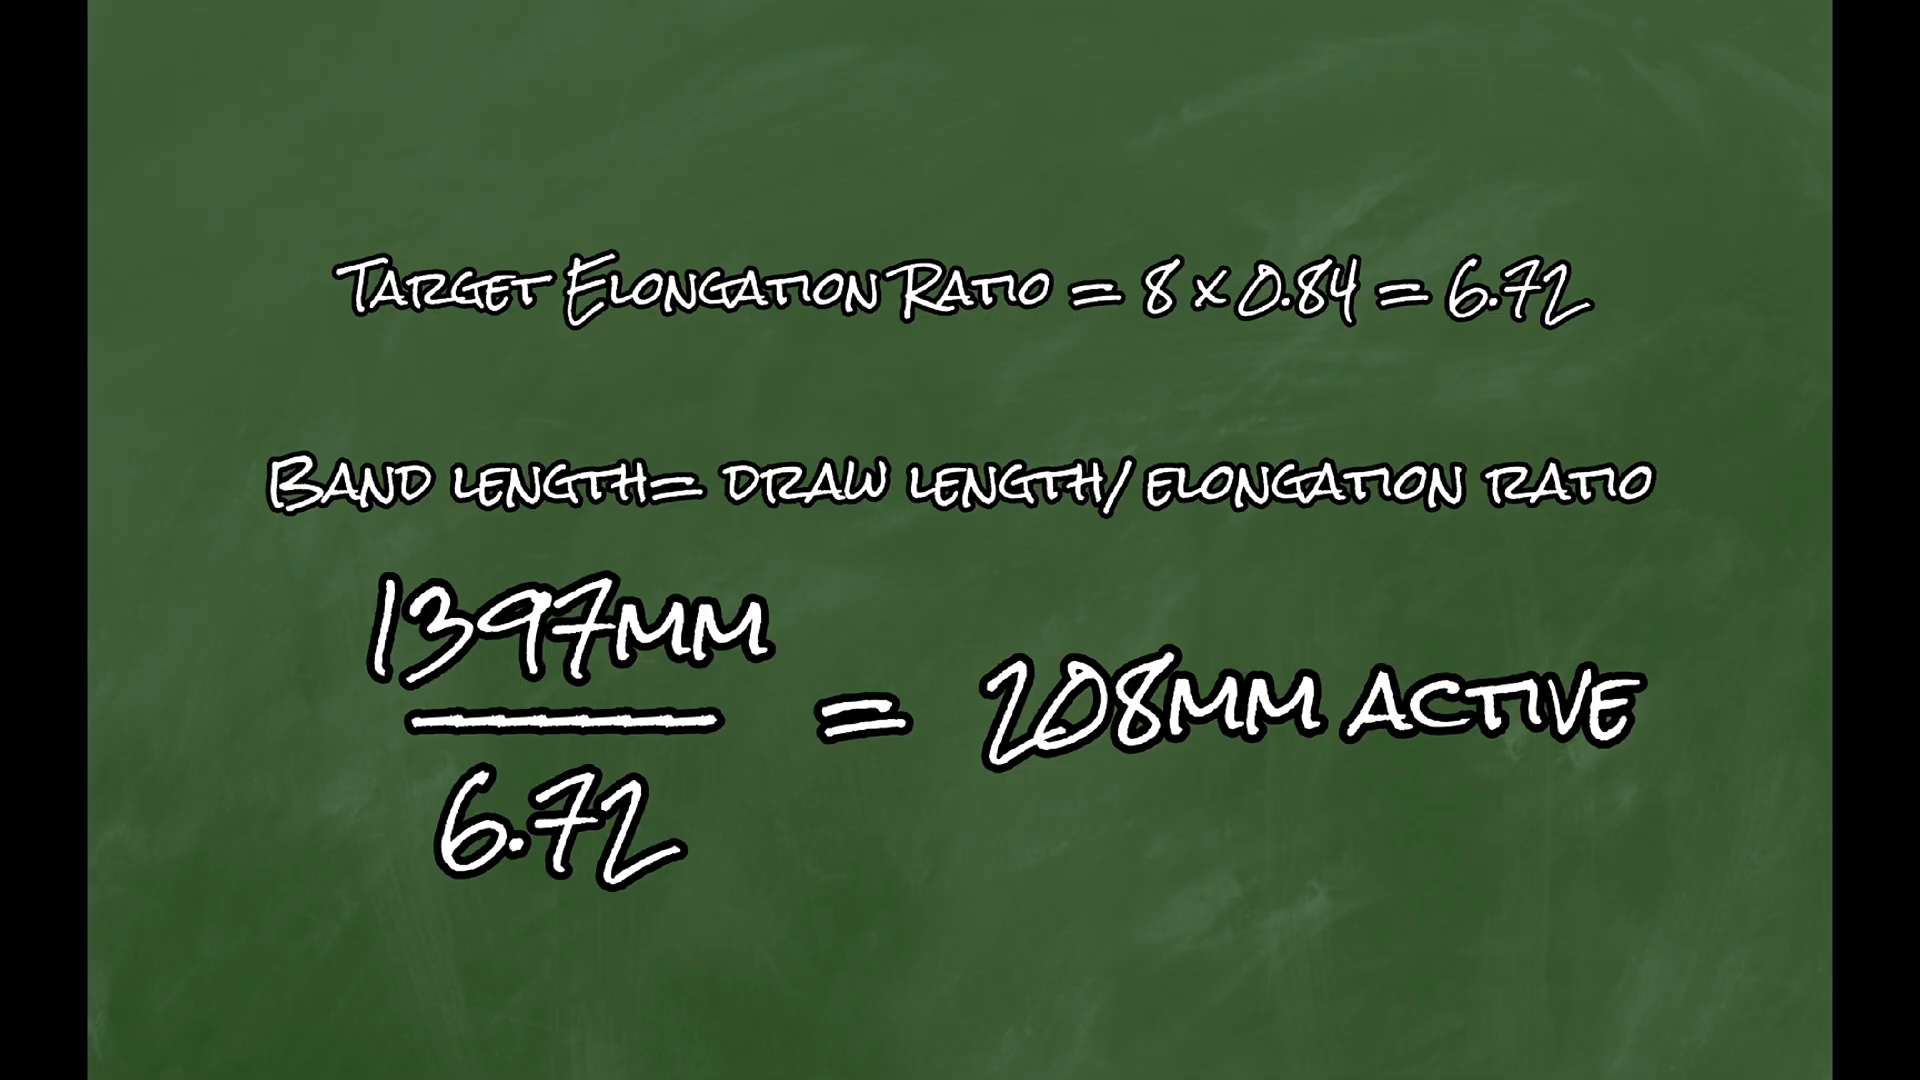 Target Elongation Ratio = 8 x 0.84 = 6.72
Band length= draw length/elongation ratio
1397mm
6.72
= 208mm active